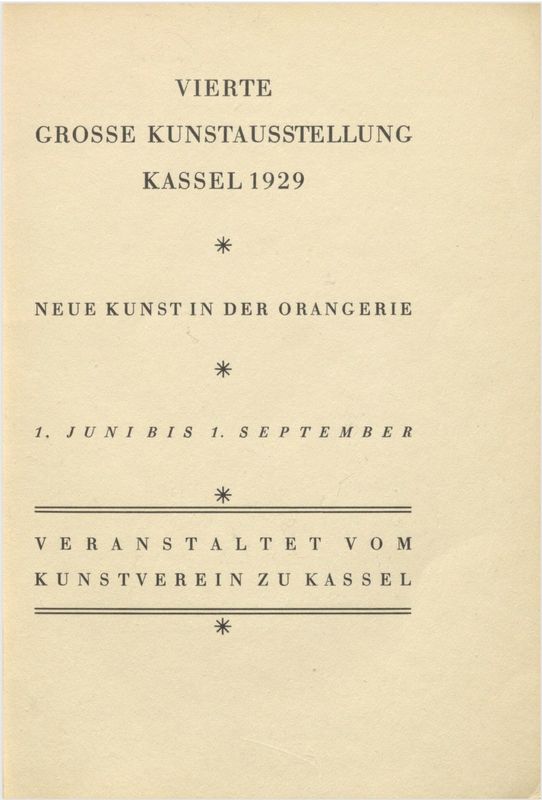 VIERTE
GROSSE KUNSTAUSSTELLUNG
KASSEL 1929
*
NEUE KUNST IN DER ORANGERIE
*
1. JUNI BIS 1. SEPTEMBER
*
VERANSTALTET VOM
KUNSTVEREIN ZU KASSEL
*